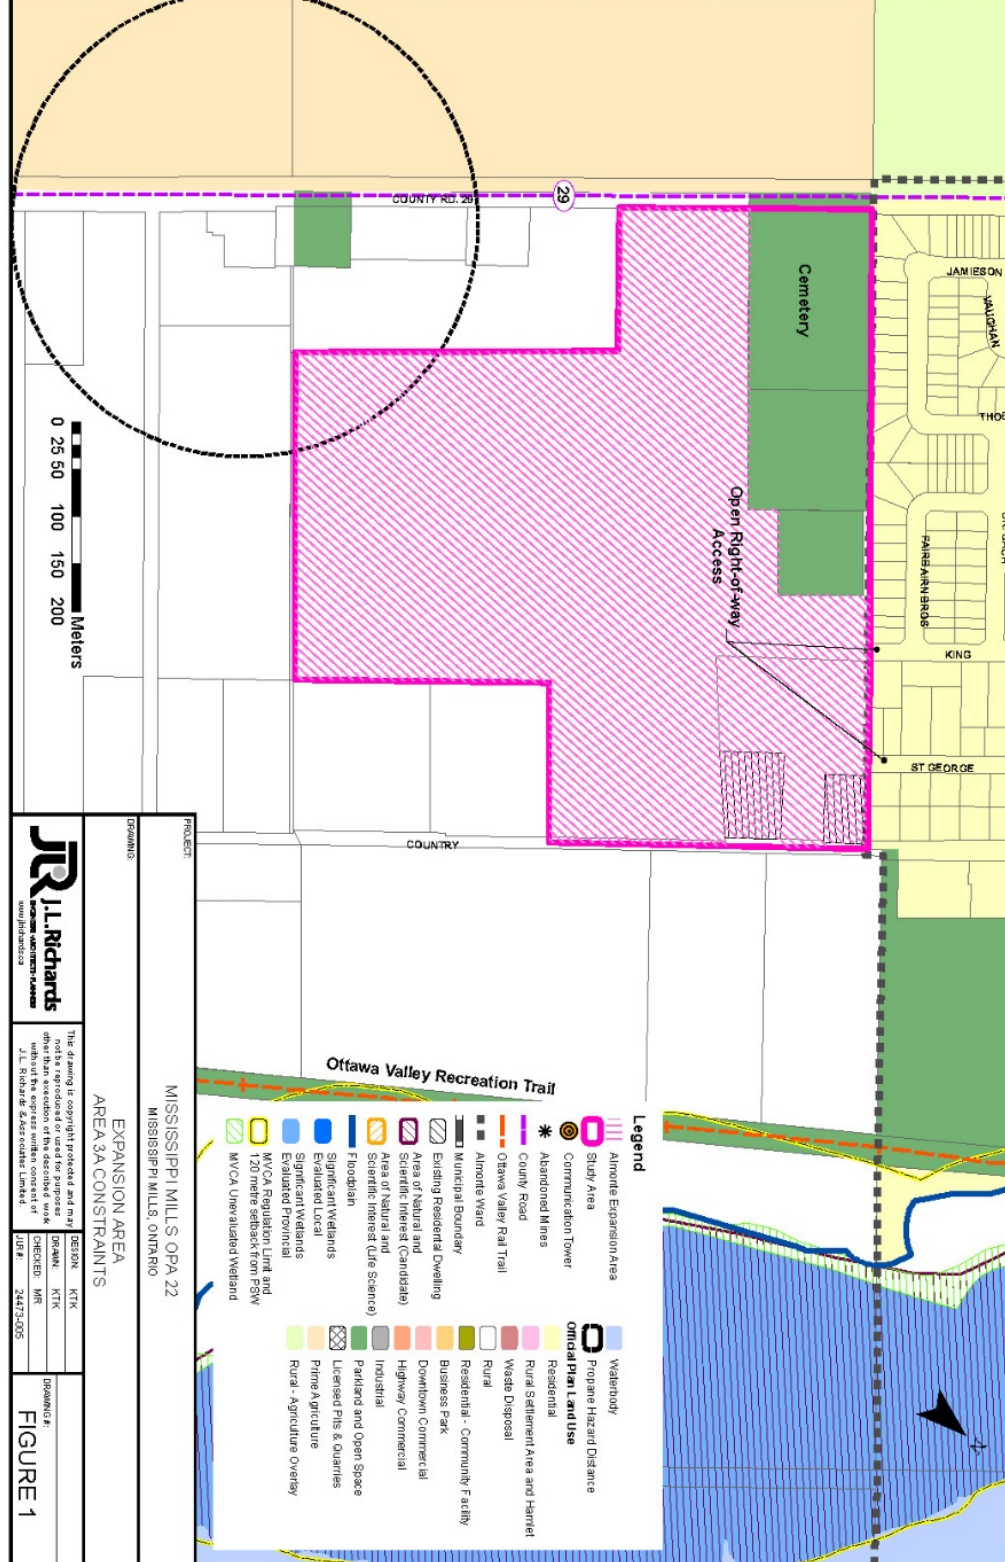 COUNTY RD. 29
29
Cemetery
JAMIESON
VAUGHAN
FAIRBAIRN BROS
KING
ST GEORGE
Open Right-of-way
Access
COUNTRY
Ottawa Valley Recreation Trail
0 25 50 100 150 200
Meters
Legend
Almonte Expansion Area
Study Area
Communication Tower
Abandoned Mines
County Road
Ottawa Valley Rail Trail
Almonte Ward
Municipal Boundary
Existing Residential Dwelling
Area of Natural and
Scientific Interest (Candidate)
Area of Natural and
Scientific Interest (Life Science)
Floodplain
Significant Wetlands
Evaluated Local
Significant Wetlands
Evaluated Provincial
MVCA Regulation Limit and
120 metre setback from PSW
MVCA Unevaluated Wetland
Waterbody
Propane Hazard Distance
Official Plan Land Use
Residential
Rural Settlement Area and Hamlet
Waste Disposal
Rural
Residential - Community Facility
Business Park
Downtown Commercial
Highway Commercial
Industrial
Parkland and Open Space
Licensed Pits & Quarries
Prime Agriculture
Rural - Agriculture Overlay
PROJECT:
MISSISSIPPI MILLS OPA 22
MISSISSIPPI MILLS, ONTARIO
DRAWING:
EXPANSION AREA
AREA 3A CONSTRAINTS
JLR J.L.Richards
ENGINEERS · ARCHITECTS · PLANNERS
www.jlrichards.ca
This drawing is copyright protected and may
not be reproduced or used for purposes
other than execution of the described work
without the express written consent of
J.L. Richards & Associates Limited.
DESIGN: KTK
DRAWN: KTK
CHECKED: MR
JLR #: 24473-005
DRAWING #:
FIGURE 1